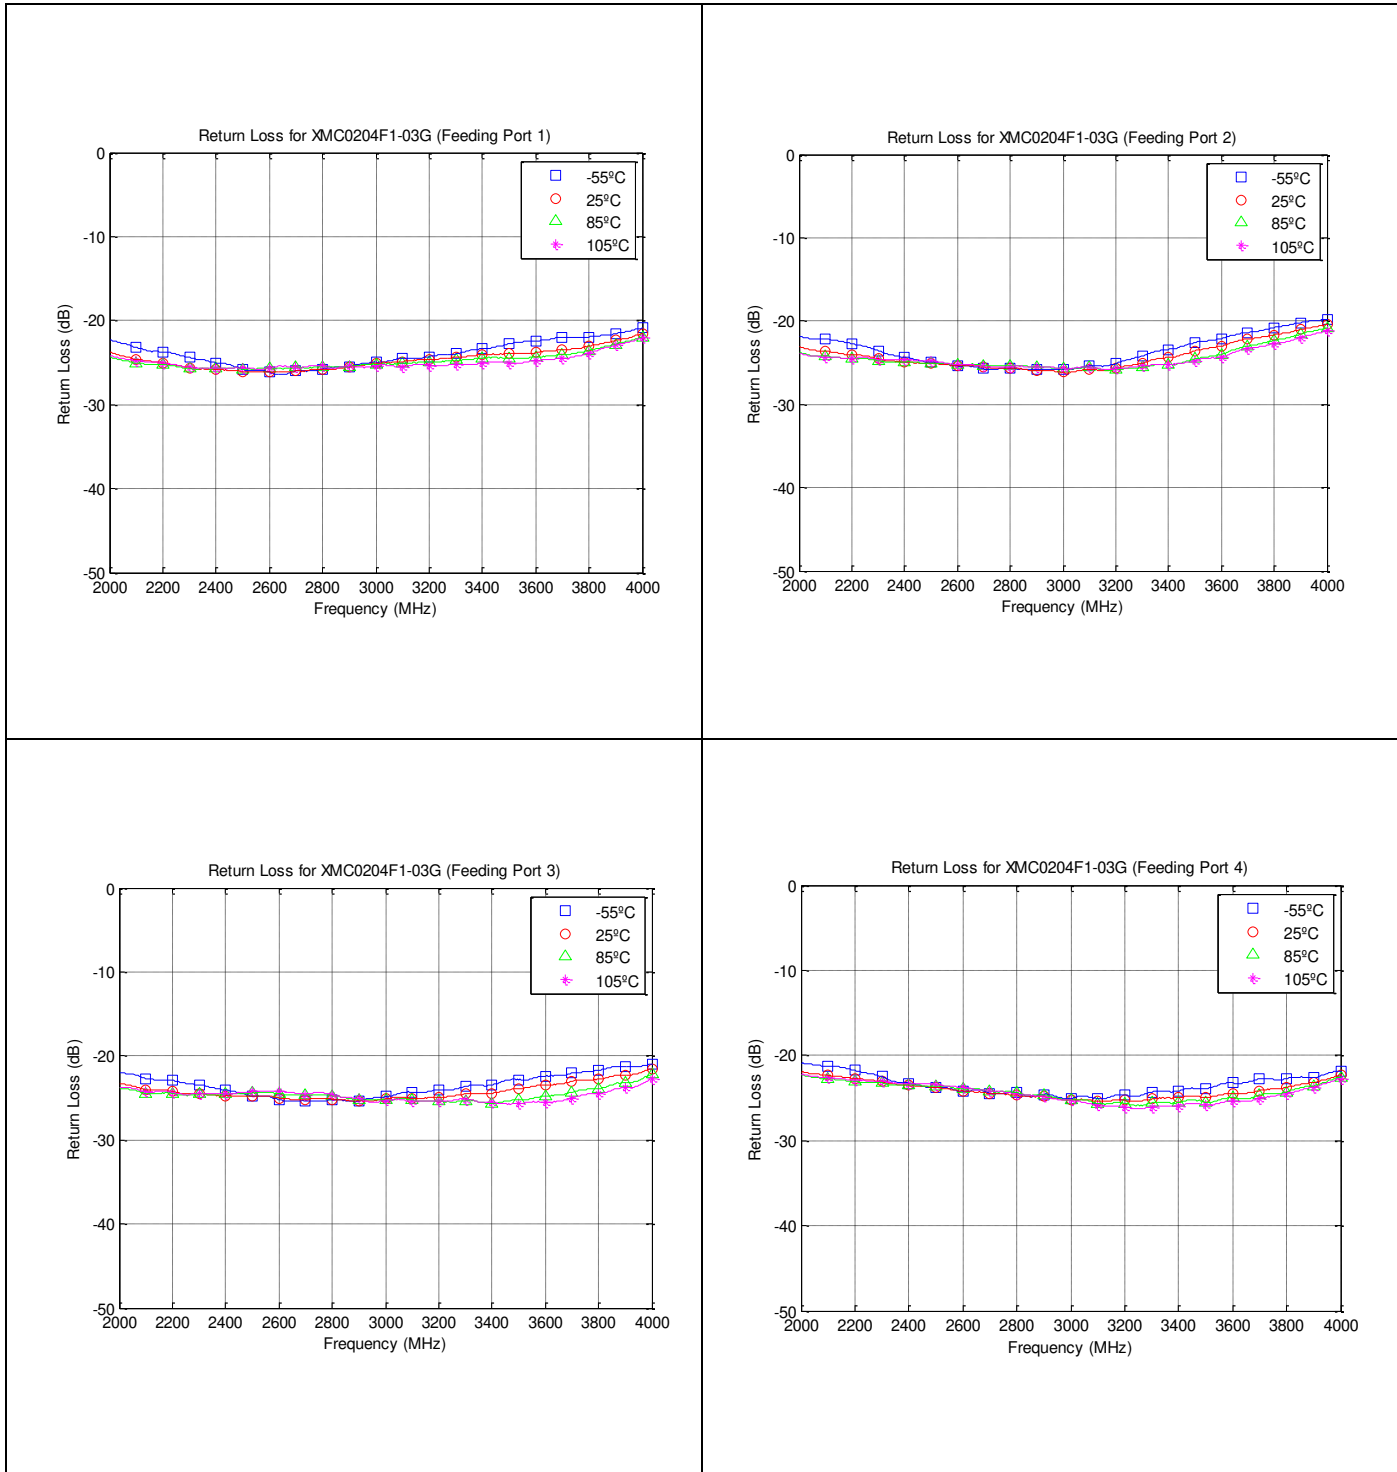 Return Loss for XMC0204F1-03G (Feeding Port 1)
0
-10
-20
-30
-40
-50
Return Loss (dB)
2000 2200 2400 2600 2800 3000 3200 3400 3600 3800 4000
Frequency (MHz)
-55ºC
25ºC
85ºC
105ºC
Return Loss for XMC0204F1-03G (Feeding Port 2)
0
-10
-20
-30
-40
-50
Return Loss (dB)
2000 2200 2400 2600 2800 3000 3200 3400 3600 3800 4000
Frequency (MHz)
-55ºC
25ºC
85ºC
105ºC
Return Loss for XMC0204F1-03G (Feeding Port 3)
0
-10
-20
-30
-40
-50
Return Loss (dB)
2000 2200 2400 2600 2800 3000 3200 3400 3600 3800 4000
Frequency (MHz)
-55ºC
25ºC
85ºC
105ºC
Return Loss for XMC0204F1-03G (Feeding Port 4)
0
-10
-20
-30
-40
-50
Return Loss (dB)
2000 2200 2400 2600 2800 3000 3200 3400 3600 3800 4000
Frequency (MHz)
-55ºC
25ºC
85ºC
105ºC